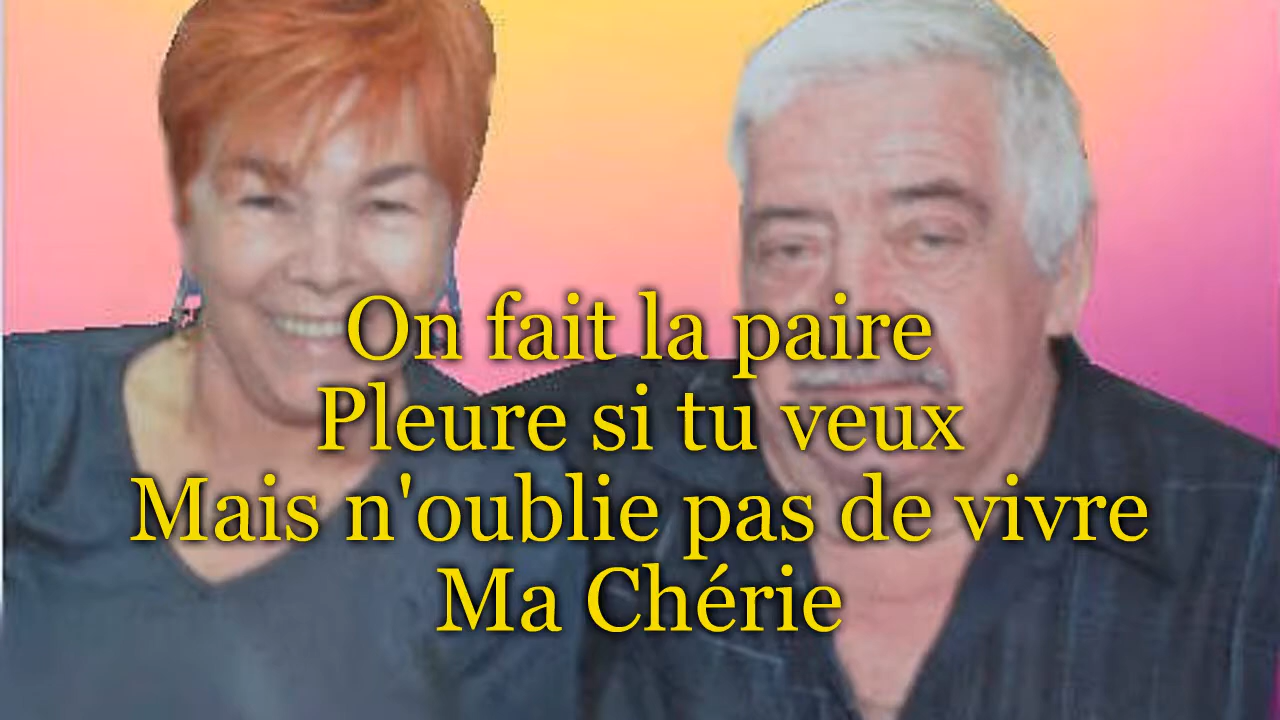 On fait la paire
Pleure si tu veux
Mais n'oublie pas de vivre
Ma Chérie